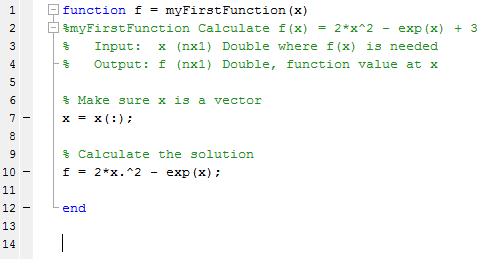 1 function f = myFirstFunction(x)
2 %myFirstFunction Calculate f(x) = 2*x^2 - exp(x) + 3
3 %   Input:  x (nx1) Double where f(x) is needed
4 %   Output: f (nx1) Double, function value at x
5
6 % Make sure x is a vector
7 x = x(:);
8
9 % Calculate the solution
10 f = 2*x.^2 - exp(x);
11
12 end
13
14